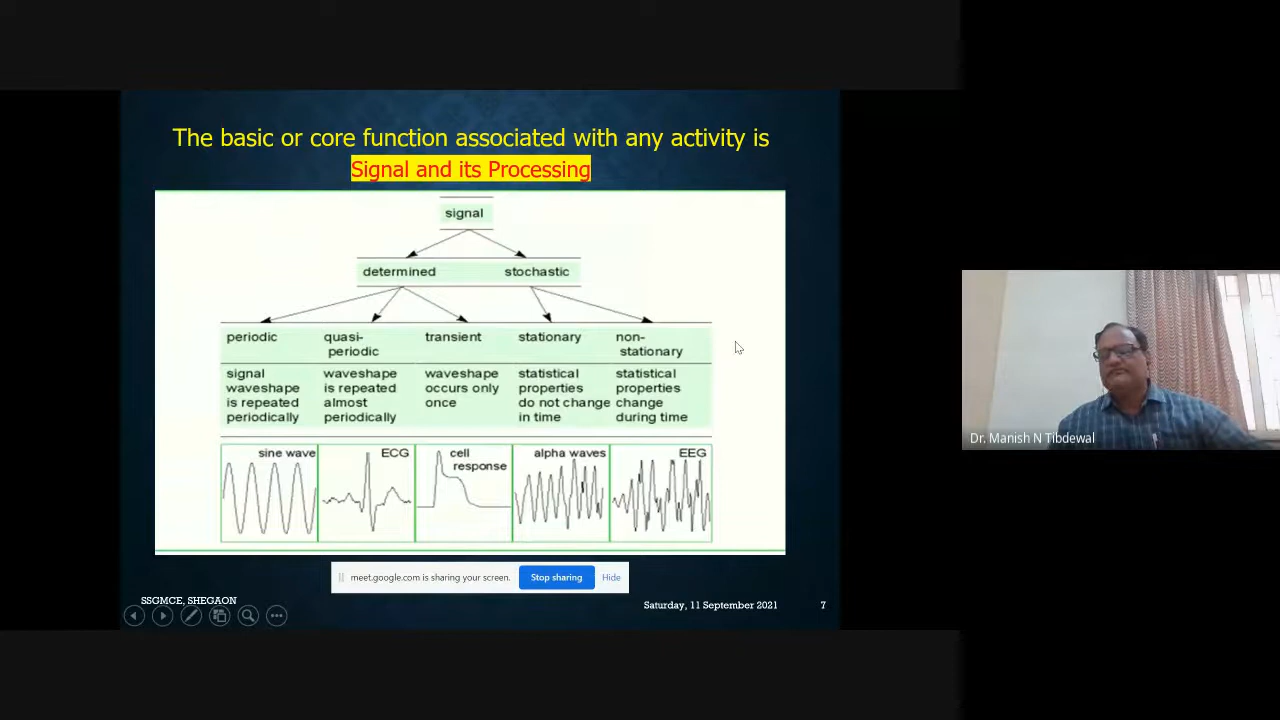 The basic or core function associated with any activity is
Signal and its Processing
signal
determined stochastic
periodic quasi-periodic transient stationary non-stationary
signal waveshape is repeated periodically
waveshape is repeated almost periodically
waveshape occurs only once
statistical properties do not change in time
statistical properties change during time
sine wave ECG cell response alpha waves EEG
meet.google.com is sharing your screen. Stop sharing Hide
SSGMCE, SHEGAON
Saturday, 11 September 2021 7
Dr. Manish N Tibdewal